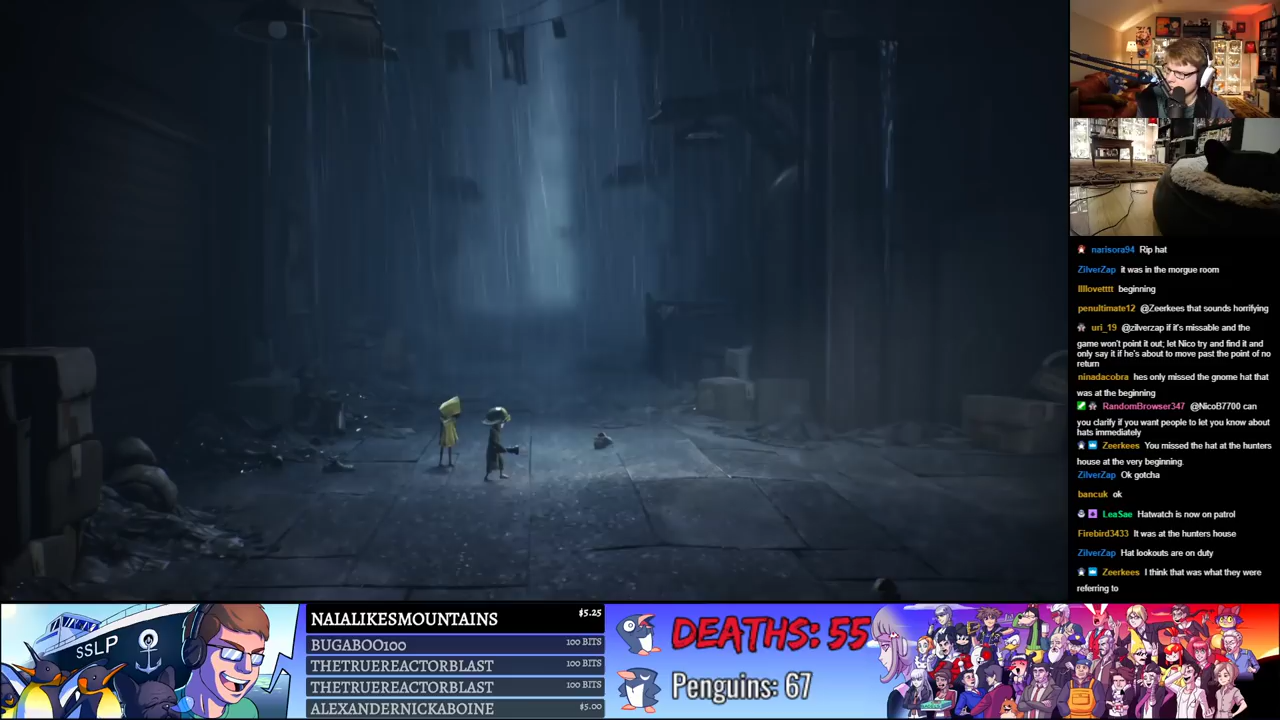 narisora94 Rip hat
ZilverZap it was in the morgue room
lllllovetttt beginning
penultimate12 @Zeerkees that sounds horrifying
uri_19 @zilverzap if it's missable and the
game won't point it out; let Nico try and find it and
only say it if he's about to move past the point of no
return
ninadacobra hes only missed the gnome hat that
was at the beginning
RandomBrowser347 @NicoB7700 can
you clarify if you want people to let you know about
hats immediately
Zeerkees You missed the hat at the hunters
house at the very beginning.
ZilverZap Ok gotcha
bancuk ok
LeaSae Hatwatch is now on patrol
Firebird3433 It was at the hunters house
ZilverZap Hat lookouts are on duty
Zeerkees I think that was what they were
referring to
SSLP
NAIALIKESMOUNTAINS $5.25
BUGABOO100 100 BITS
THETRUEREACTORBLAST 100 BITS
THETRUEREACTORBLAST 100 BITS
ALEXANDERNICKABOINE $5.00
DEATHS: 55
Penguins: 67